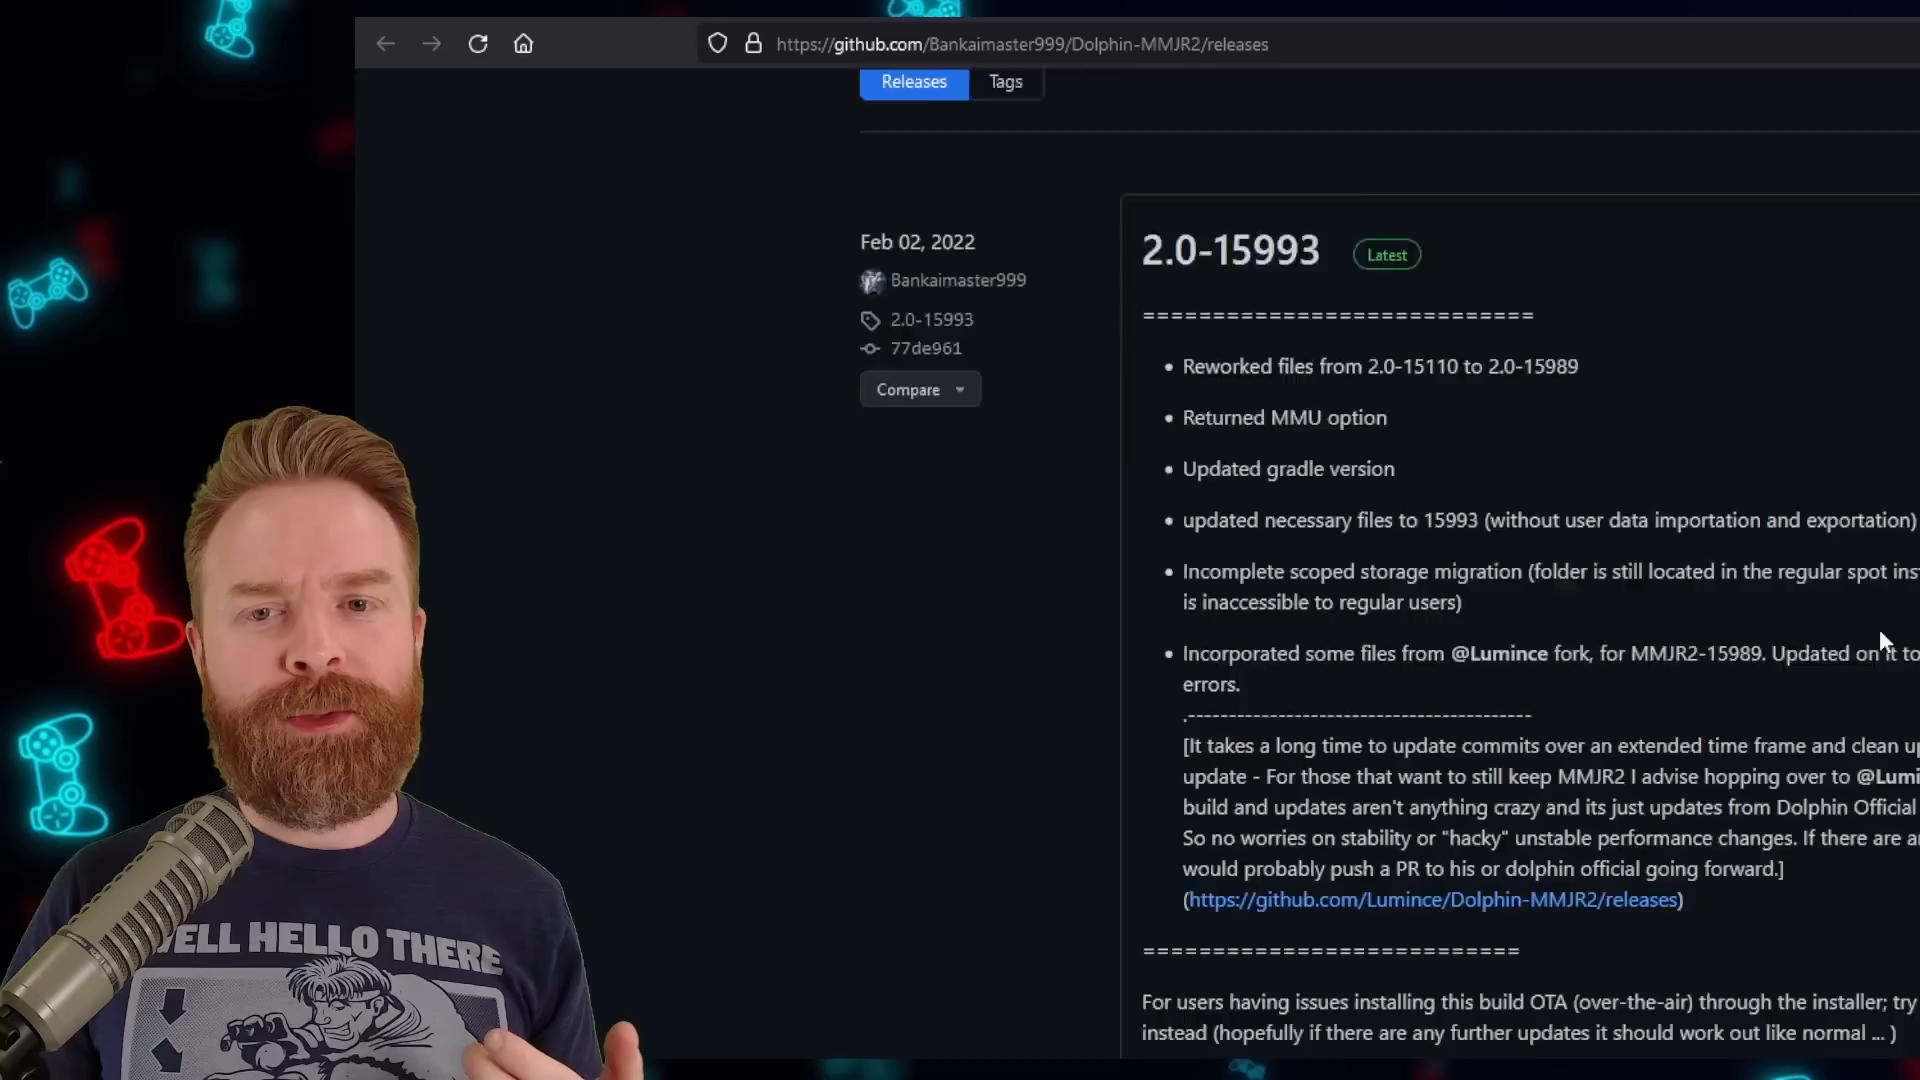 https://github.com/Bankaimaster999/Dolphin-MMJR2/releases
Releases
Tags
Feb 02, 2022
Bankaimaster999
2.0-15993
77de961
Compare
2.0-15993
Latest
============================
• Reworked files from 2.0-15110 to 2.0-15989
• Returned MMU option
• Updated gradle version
• updated necessary files to 15993 (without user data importation and exportation)
• Incomplete scoped storage migration (folder is still located in the regular spot
is inaccessible to regular users)
• Incorporated some files from @Lumince fork, for MMJR2-15989. Updated on it to
errors.
.------------------------------------------
[It takes a long time to update commits over an extended time frame and clean
update - For those that want to still keep MMJR2 I advise hopping over to
build and updates aren't anything crazy and its just updates from Dolphin Official
So no worries on stability or "hacky" unstable performance changes. If there are
would probably push a PR to his or dolphin official going forward.]
(https://github.com/Lumince/Dolphin-MMJR2/releases)
===========================
For users having issues installing this build OTA (over-the-air) through the installer; try
instead (hopefully if there are any further updates it should work out like normal ... )
WELL HELLO THERE